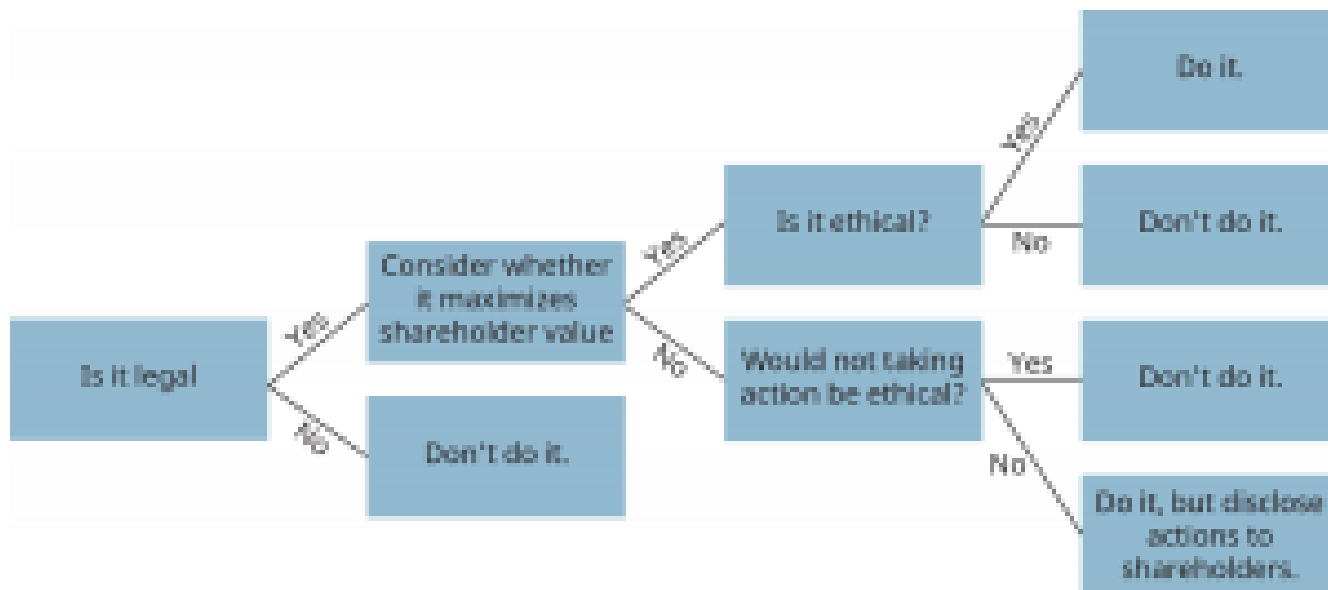 Is it legal
Yes
No
Consider whether
it maximizes
shareholder value
Don't do it.
Yes
No
Is it ethical?
Would not taking
action be ethical?
Yes
No
Yes
No
Do it.
Don't do it.
Don't do it.
Do it, but disclose
actions to
shareholders.